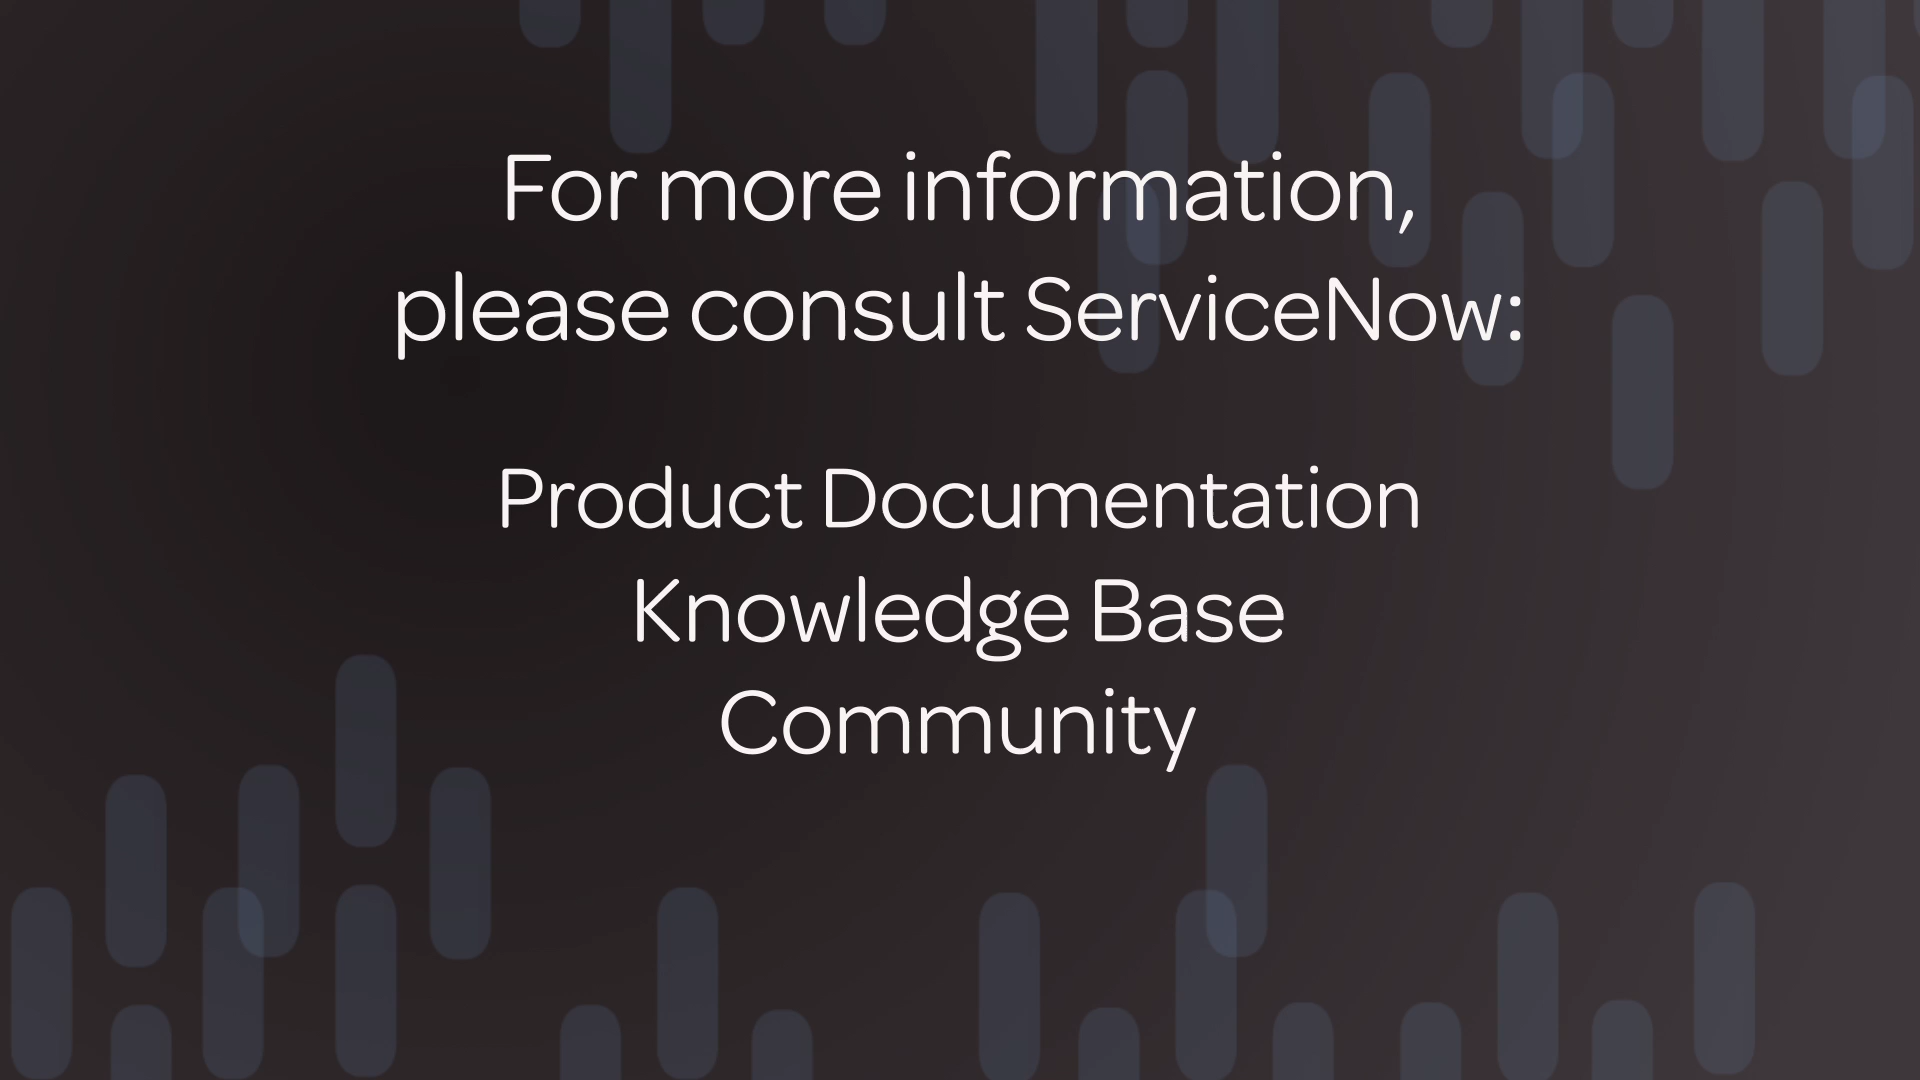 For more information,
please consult ServiceNow:
Product Documentation
Knowledge Base
Community